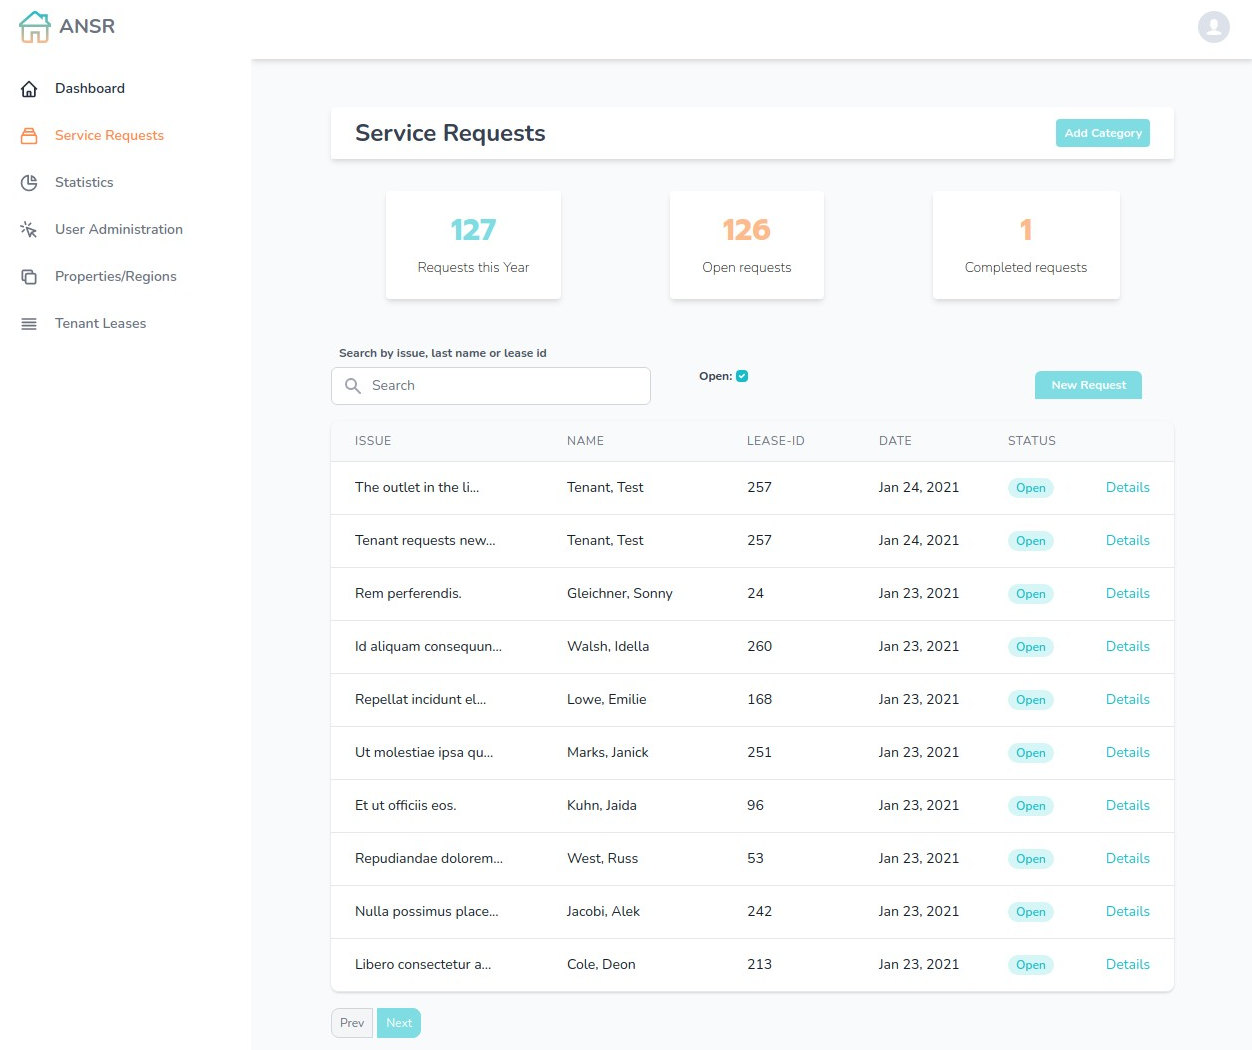 ANSR
Dashboard
Service Requests
Statistics
User Administration
Properties/Regions
Tenant Leases
Service Requests
Add Category
127
Requests this Year
126
Open requests
1
Completed requests
Search by issue, last name or lease id
Search
Open:
New Request
ISSUE NAME LEASE-ID DATE STATUS
The outlet in the li... Tenant, Test 257 Jan 24, 2021 Open Details
Tenant requests new... Tenant, Test 257 Jan 24, 2021 Open Details
Rem perferendis. Gleichner, Sonny 24 Jan 23, 2021 Open Details
Id aliquam consequun... Walsh, Idella 260 Jan 23, 2021 Open Details
Repellat incidunt el... Lowe, Emilie 168 Jan 23, 2021 Open Details
Ut molestiae ipsa qu... Marks, Janick 251 Jan 23, 2021 Open Details
Et ut officiis eos. Kuhn, Jaida 96 Jan 23, 2021 Open Details
Repudiandae dolorem... West, Russ 53 Jan 23, 2021 Open Details
Nulla possimus place... Jacobi, Alek 242 Jan 23, 2021 Open Details
Libero consectetur a... Cole, Deon 213 Jan 23, 2021 Open Details
Prev Next